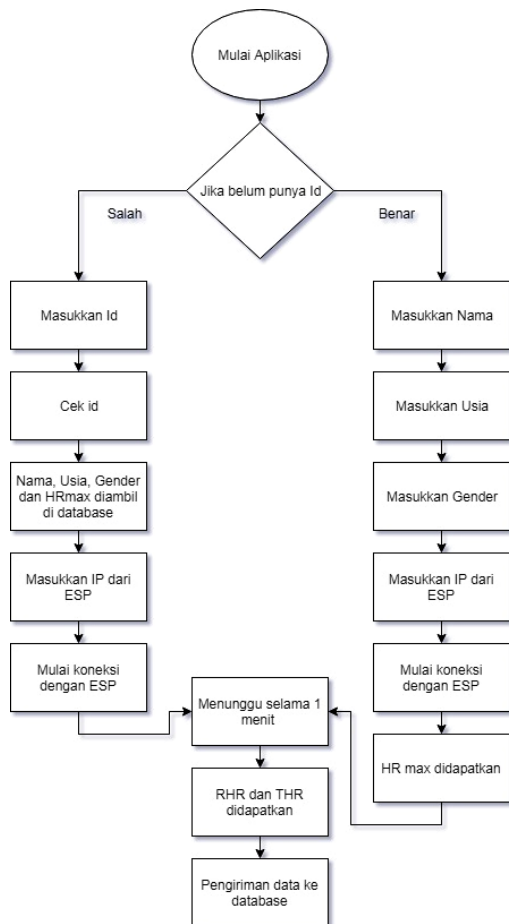 Mulai Aplikasi
Jika belum punya Id
Salah
Benar
Masukkan Id
Cek id
Nama, Usia, Gender
dan HRmax diambil
di database
Masukkan IP dari
ESP
Mulai koneksi
dengan ESP
Masukkan Nama
Masukkan Usia
Masukkan Gender
Masukkan IP dari
ESP
Mulai koneksi
dengan ESP
HR max didapatkan
Menunggu selama 1
menit
RHR dan THR
didapatkan
Pengiriman data ke
database